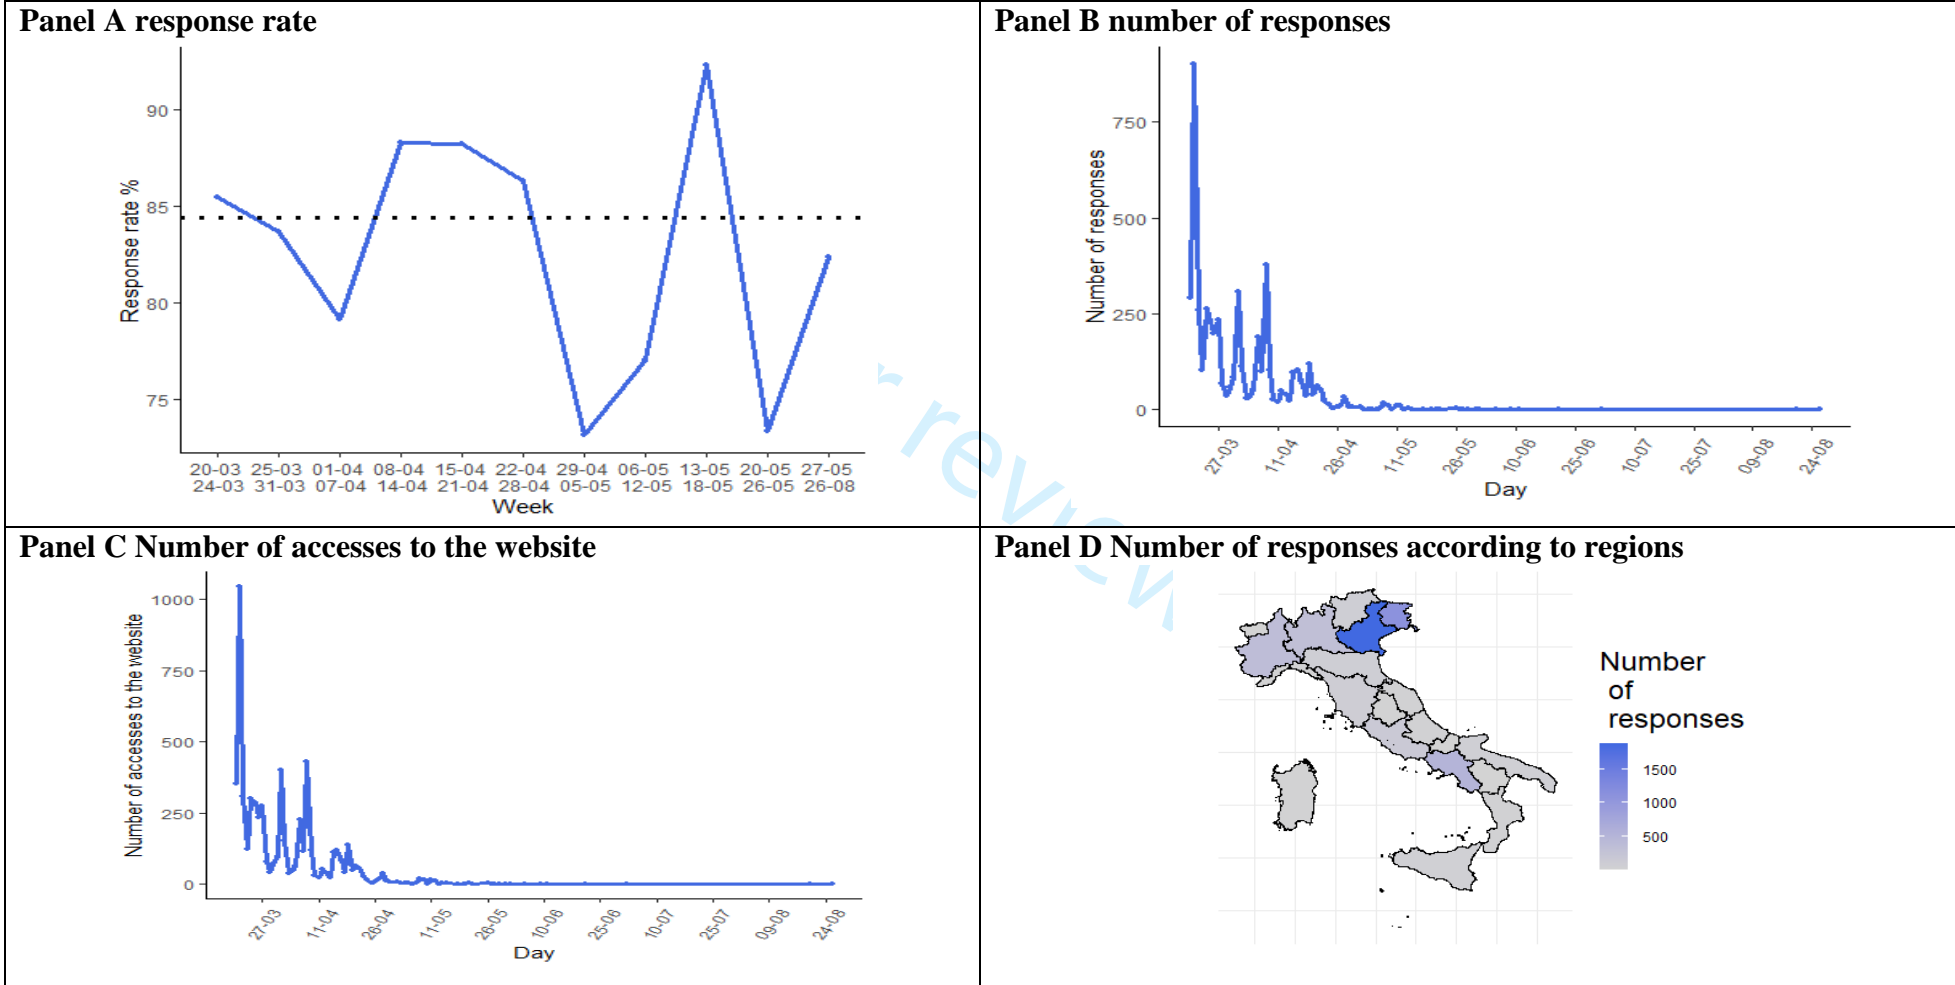 Panel A response rate
Response rate %
90
85
80
75
20-03 25-03 01-04 08-04 15-04 22-04 29-04 06-05 13-05 20-05 27-05
24-03 31-03 07-04 14-04 21-04 28-04 05-05 12-05 18-05 26-05 26-08
Week
Panel B number of responses
Number of responses
750
500
250
0
27-03 11-04 26-04 11-05 26-05 10-06 25-06 10-07 25-07 09-08 24-08
Day
r review
Panel C Number of accesses to the website
Number of accesses to the website
1000
750
500
250
0
27-03 11-04 26-04 11-05 26-05 10-06 25-06 10-07 25-07 09-08 24-08
Day
Panel D Number of responses according to regions
Number
of
responses
1500
1000
500